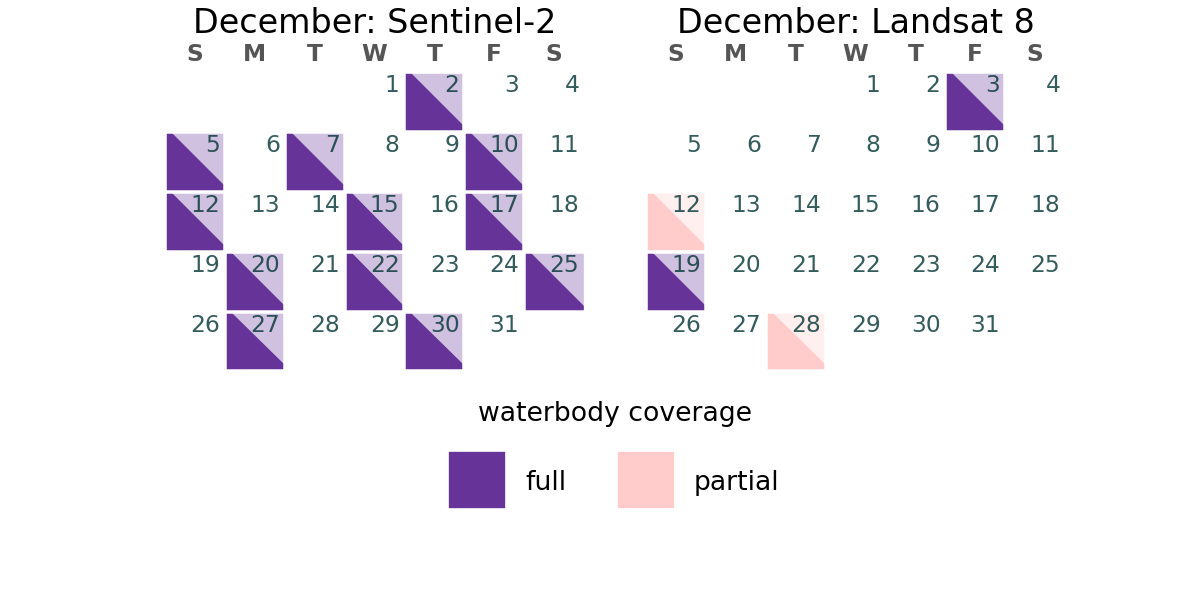 December: Sentinel-2
S M T W T F S
1 2 3 4
5 6 7 8 9 10 11
12 13 14 15 16 17 18
19 20 21 22 23 24 25
26 27 28 29 30 31
December: Landsat 8
S M T W T F S
1 2 3 4
5 6 7 8 9 10 11
12 13 14 15 16 17 18
19 20 21 22 23 24 25
26 27 28 29 30 31
waterbody coverage
full
partial